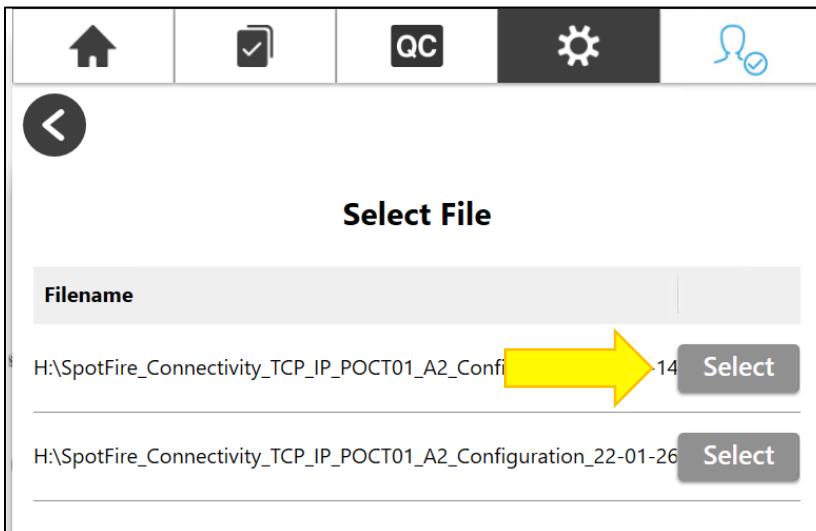 QC
Select File
Filename
H:\SpotFire_Connectivity_TCP_IP_POCT01_A2_Confi -14 Select
H:\SpotFire_Connectivity_TCP_IP_POCT01_A2_Configuration_22-01-26 Select